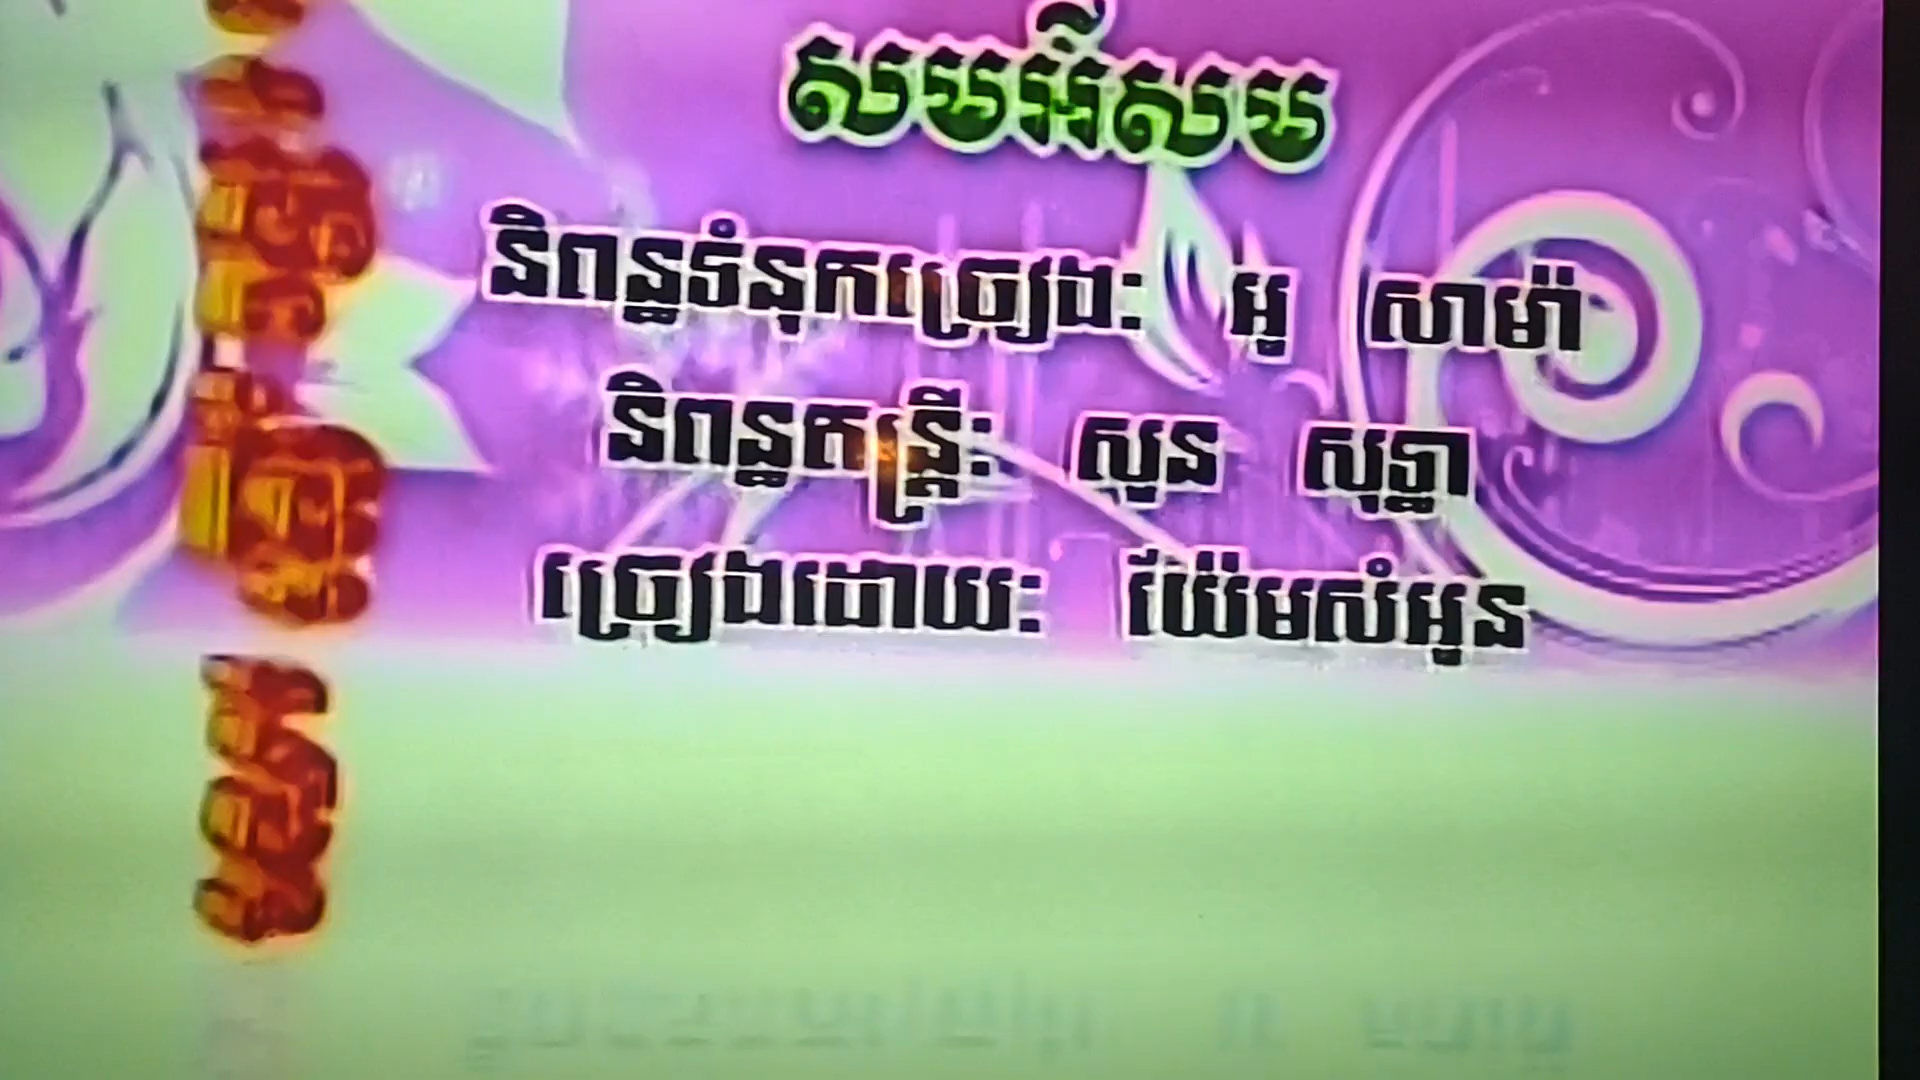 សមអីសម
និពន្ធទំនុកច្រៀង: អូ សាម៉ា
និពន្ធតន្ត្រី: សួន សុខ្ធា
ច្រៀងដោយ: យ៉ែមសំអូន